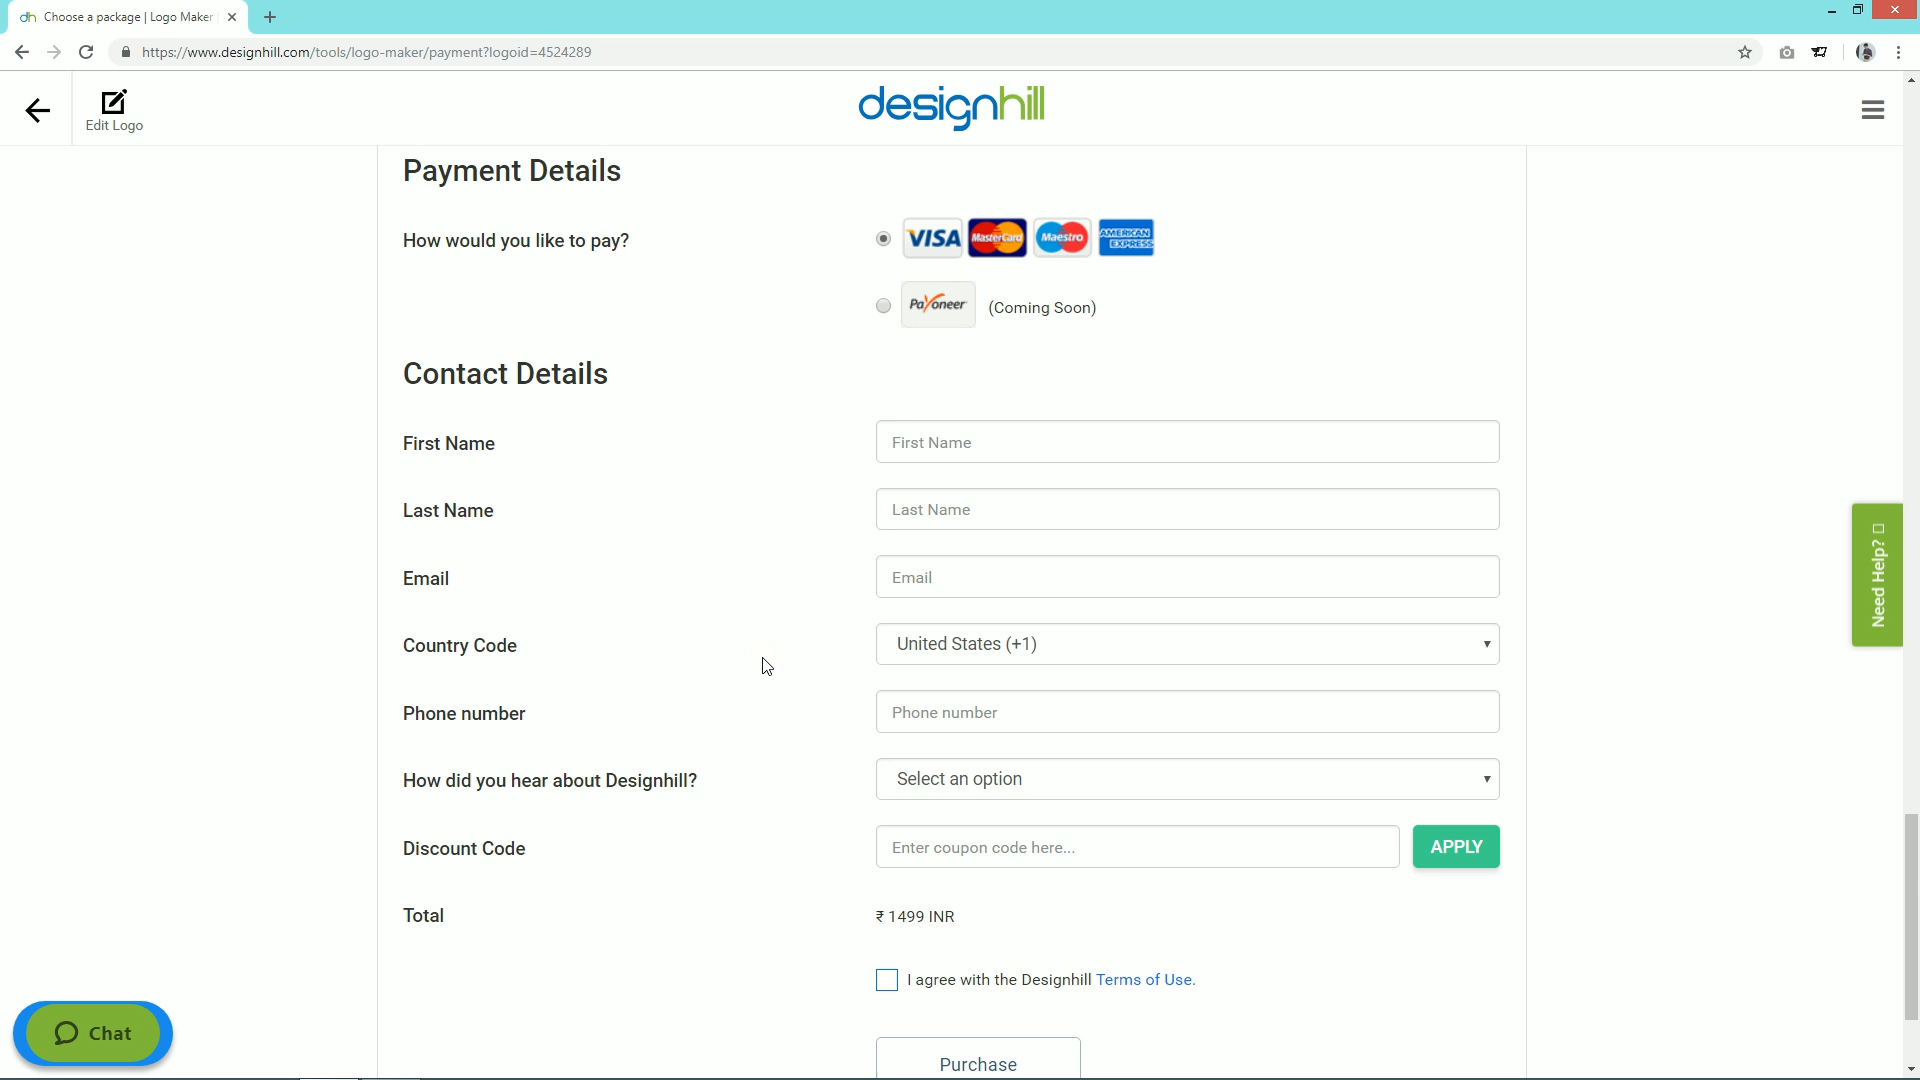 Choose a package | Logo Maker
https://www.designhill.com/tools/logo-maker/payment?logoid=4524289
Edit Logo
designhill
Payment Details
How would you like to pay?
VISA MasterCard Maestro AMERICAN EXPRESS
Payoneer (Coming Soon)
Contact Details
First Name
First Name
Last Name
Last Name
Email
Email
Country Code
United States (+1)
Phone number
Phone number
How did you hear about Designhill?
Select an option
Discount Code
Enter coupon code here...
APPLY
Total
₹ 1499 INR
I agree with the Designhill Terms of Use.
Purchase
Need Help?
Chat